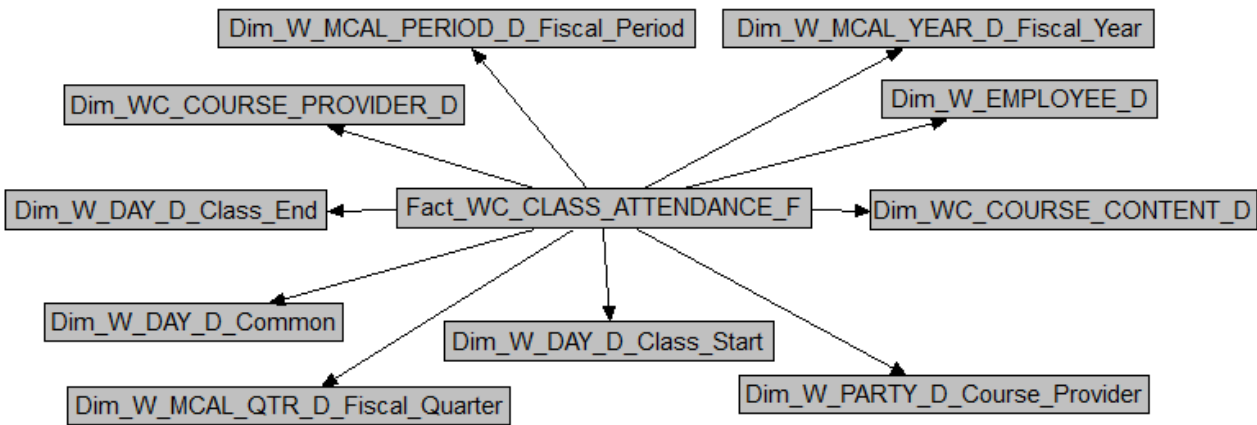 Dim_W_MCAL_PERIOD_D_Fiscal_Period
Dim_W_MCAL_YEAR_D_Fiscal_Year
Dim_WC_COURSE_PROVIDER_D
Dim_W_EMPLOYEE_D
Dim_W_DAY_D_Class_End
Fact_WC_CLASS_ATTENDANCE_F
Dim_WC_COURSE_CONTENT_D
Dim_W_DAY_D_Common
Dim_W_DAY_D_Class_Start
Dim_W_MCAL_QTR_D_Fiscal_Quarter
Dim_W_PARTY_D_Course_Provider